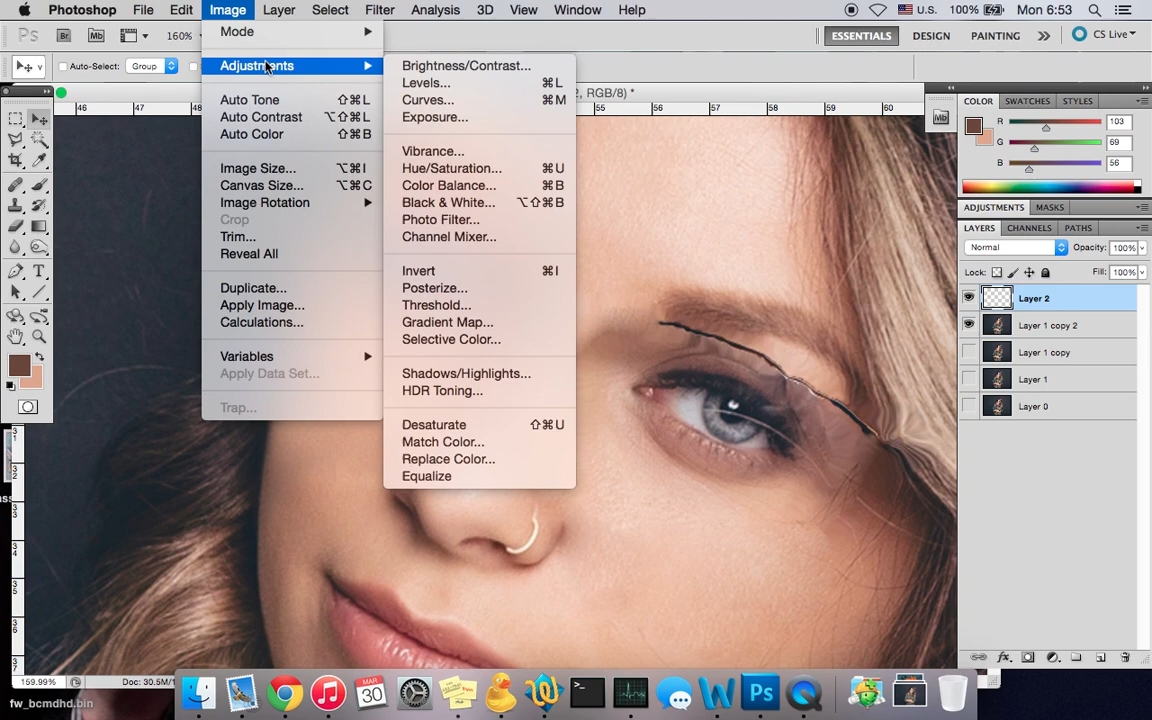 Photoshop File Edit Image Layer Select Filter Analysis 3D View Window Help U.S. 100% Mon 6:53
Ps Br Mb 160% ESSENTIALS DESIGN PAINTING CS Live
Auto-Select: Group
2, RGB/8) *
46 47 48 55 56 57 58 59 60
Mode
Adjustments
Auto Tone ⇧⌘L
Auto Contrast ⌥⇧⌘L
Auto Color ⇧⌘B
Image Size... ⌥⌘I
Canvas Size... ⌥⌘C
Image Rotation
Crop
Trim...
Reveal All
Duplicate...
Apply Image...
Calculations...
Variables
Apply Data Set...
Trap...
Brightness/Contrast...
Levels... ⌘L
Curves... ⌘M
Exposure...
Vibrance...
Hue/Saturation... ⌘U
Color Balance... ⌘B
Black & White... ⌥⇧⌘B
Photo Filter...
Channel Mixer...
Invert ⌘I
Posterize...
Threshold...
Gradient Map...
Selective Color...
Shadows/Highlights...
HDR Toning...
Desaturate ⇧⌘U
Match Color...
Replace Color...
Equalize
Mb
COLOR SWATCHES STYLES
R 103
G 69
B 56
ADJUSTMENTS MASKS
LAYERS CHANNELS PATHS
Normal Opacity: 100%
Lock: Fill: 100%
Layer 2
Layer 1 copy 2
Layer 1 copy
Layer 1
Layer 0
159.99% Doc: 30.5M/1
MAR
30
W Ps
fw_bcmdhd.bin